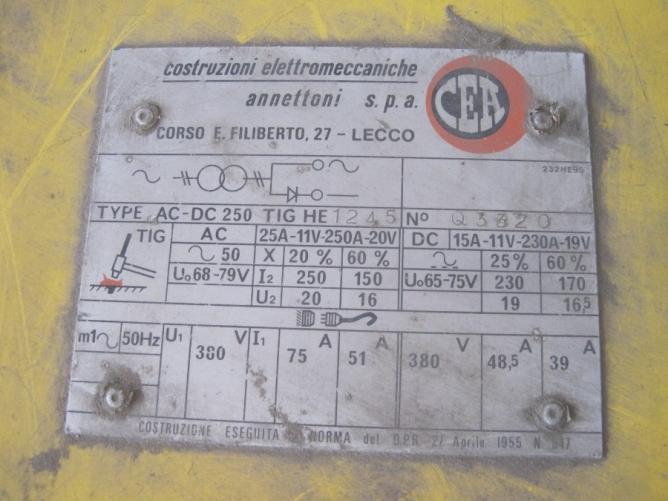 costruzioni elettromeccaniche
annettoni s.p.a.
CEA
CORSO E. FILIBERTO, 27 - LECCO
232HE95
TYPE AC-DC 250 TIG HE 1245 No Q3320
TIG AC 25A-11V-250A-20V DC 15A-11V-230A-19V
50 X 20% 60% 25% 60%
U₀68-79V I₂ 250 150 U₀65-75V 230 170
U₂ 20 16 19 16,5
m1 50Hz U₁ 380 V I₁ 75 A 51 A 380 V 48,5 A 39 A
COSTRUZIONE ESEGUITA NORMA del D.P.R. 27 Aprile 1955 N 547